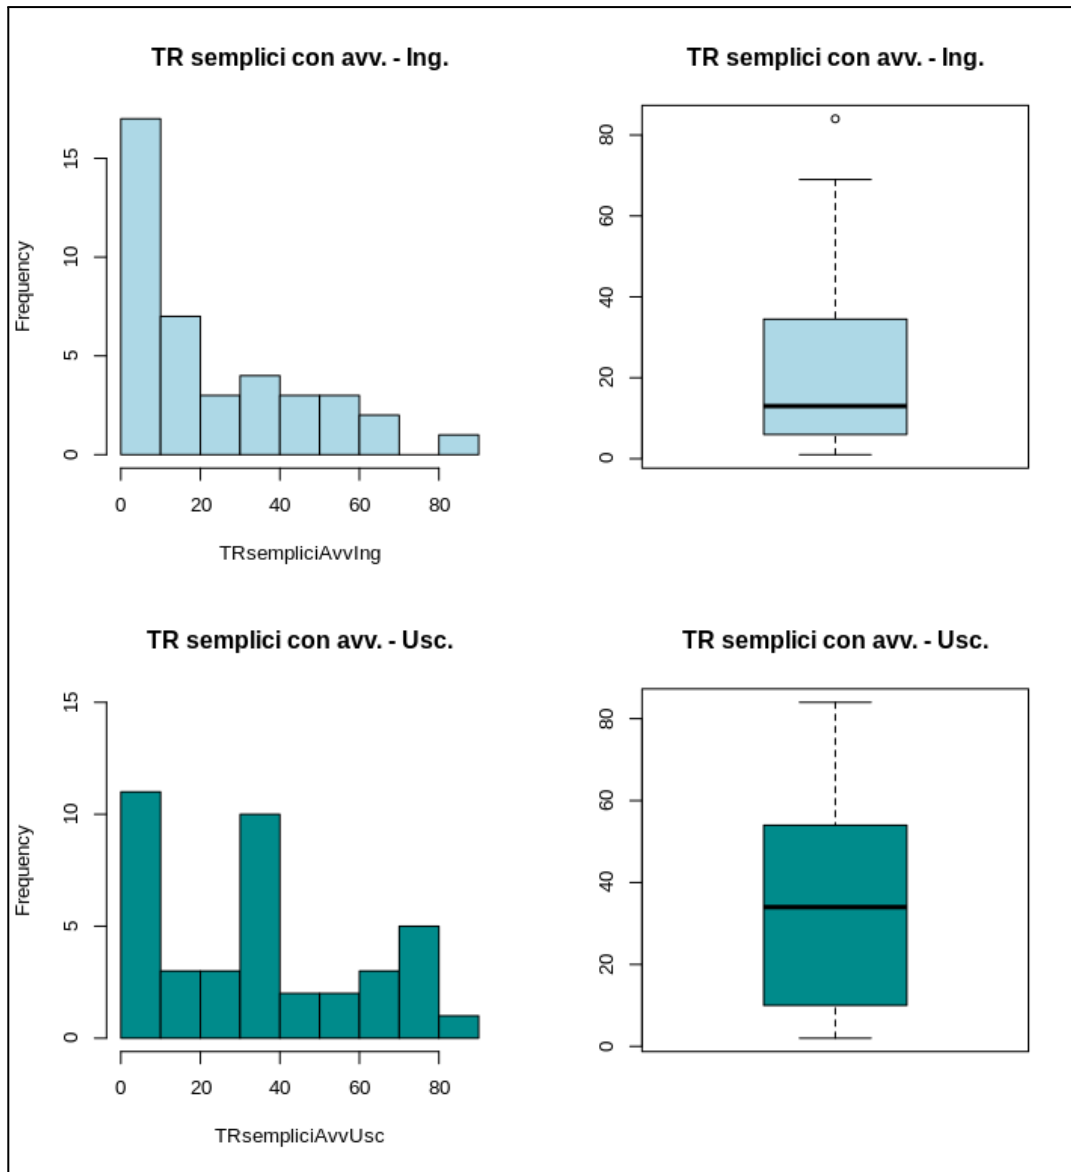 TR semplici con avv. - Ing.
TR semplici con avv. - Ing.
Frequency
0 5 10 15
0 20 40 60 80
TRsempliciAvvIng
0 20 40 60 80
TR semplici con avv. - Usc.
TR semplici con avv. - Usc.
Frequency
0 5 10 15
0 20 40 60 80
TRsempliciAvvUsc
0 20 40 60 80